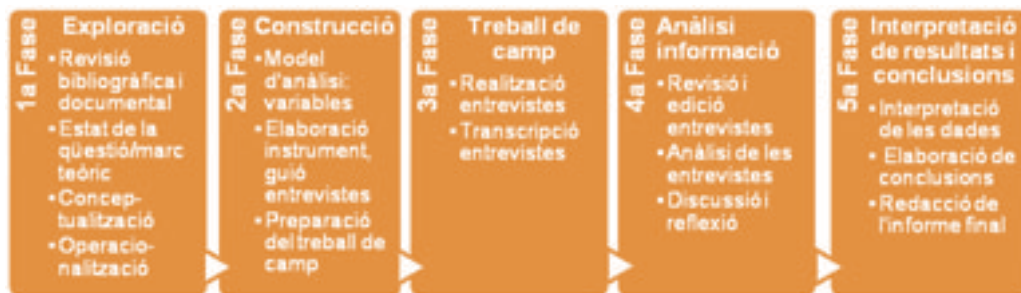 1a Fase
Exploració
▪ Revisió
bibliogràfica i
documental
▪ Estat de la
qüestió/marc
teòric
▪ Concep-
tualització
▪ Operacio-
nalització
2a Fase
Construcció
▪ Model
d'anàlisi:
variables
▪ Elaboració
instrument,
guió
entrevistes
▪ Preparació
del treball de
camp
3a Fase
Treball de
camp
▪ Realització
entrevistes
▪ Transcripció
entrevistes
4a Fase
Anàlisi
informació
▪ Revisió i
edició
entrevistes
▪ Anàlisi de les
entrevistes
▪ Discussió i
reflexió
5a Fase
Interpretació
de resultats i
conclusions
▪ Interpretació
de les dades
▪ Elaboració de
conclusions
▪ Redacció de
l'informe final